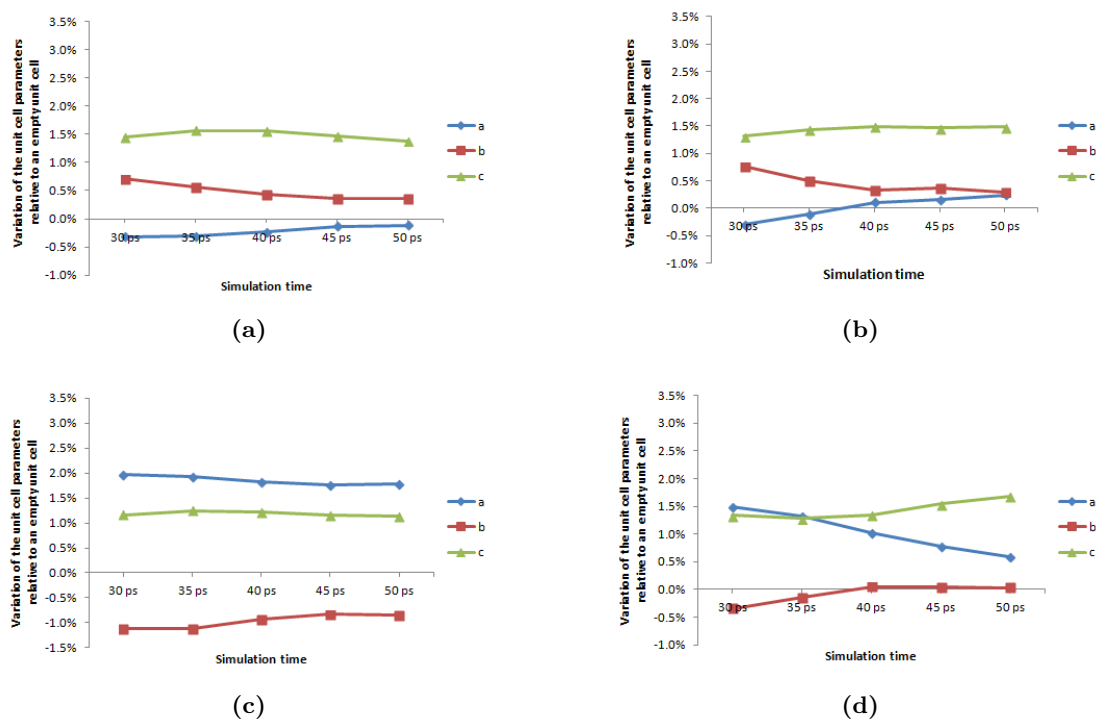 Variation of the unit cell parameters
relative to an empty unit cell
3.5%
3.0%
2.5%
2.0%
1.5%
1.0%
0.5%
0.0%
-0.5%
-1.0%
30 ps 35 ps 40 ps 45 ps 50 ps
Simulation time
a
b
c
(a)
Variation of the unit cell parameters
relative to an empty unit cell
3.5%
3.0%
2.5%
2.0%
1.5%
1.0%
0.5%
0.0%
-0.5%
-1.0%
30 ps 35 ps 40 ps 45 ps 50 ps
Simulation time
a
b
c
(b)
Variation of the unit cell parameters
relative to an empty unit cell
3.5%
3.0%
2.5%
2.0%
1.5%
1.0%
0.5%
0.0%
-0.5%
-1.0%
-1.5%
30 ps 35 ps 40 ps 45 ps 50 ps
Simulation time
a
b
c
(c)
Variation of the unit cell parameters
relative to an empty unit cell
3.5%
3.0%
2.5%
2.0%
1.5%
1.0%
0.5%
0.0%
-0.5%
-1.0%
30 ps 35 ps 40 ps 45 ps 50 ps
Simulation time
a
b
c
(d)